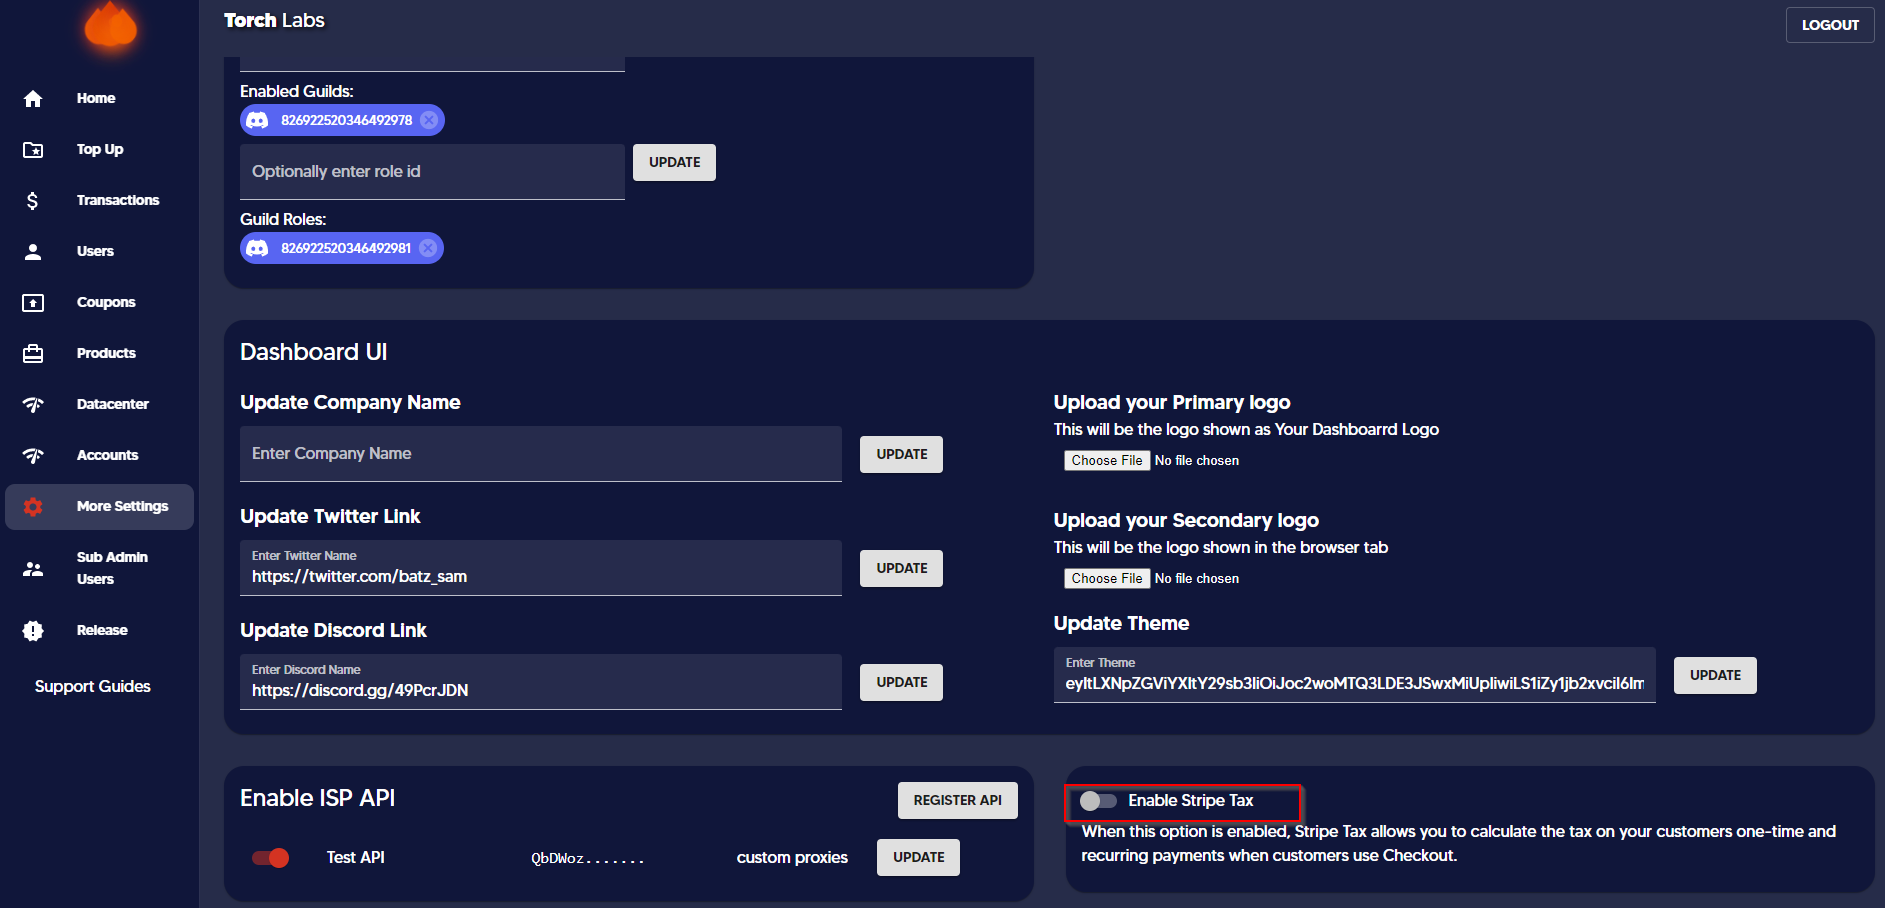 Torch Labs
LOGOUT
Home
Top Up
Transactions
Users
Coupons
Products
Datacenter
Accounts
More Settings
Sub Admin
Users
Release
Support Guides
Enabled Guilds:
826922520346492978
Optionally enter role id
UPDATE
Guild Roles:
826922520346492981
Dashboard UI
Update Company Name
Enter Company Name
UPDATE
Update Twitter Link
Enter Twitter Name
https://twitter.com/batz_sam
UPDATE
Update Discord Link
Enter Discord Name
https://discord.gg/49PcrJDN
UPDATE
Upload your Primary logo
This will be the logo shown as Your Dashboarrd Logo
Choose File No file chosen
Upload your Secondary logo
This will be the logo shown in the browser tab
Choose File No file chosen
Update Theme
Enter Theme
UPDATE
Enable ISP API
REGISTER API
Test API
QbDWoz.......
custom proxies
UPDATE
Enable Stripe Tax
When this option is enabled, Stripe Tax allows you to calculate the tax on your customers one-time and
recurring payments when customers use Checkout.